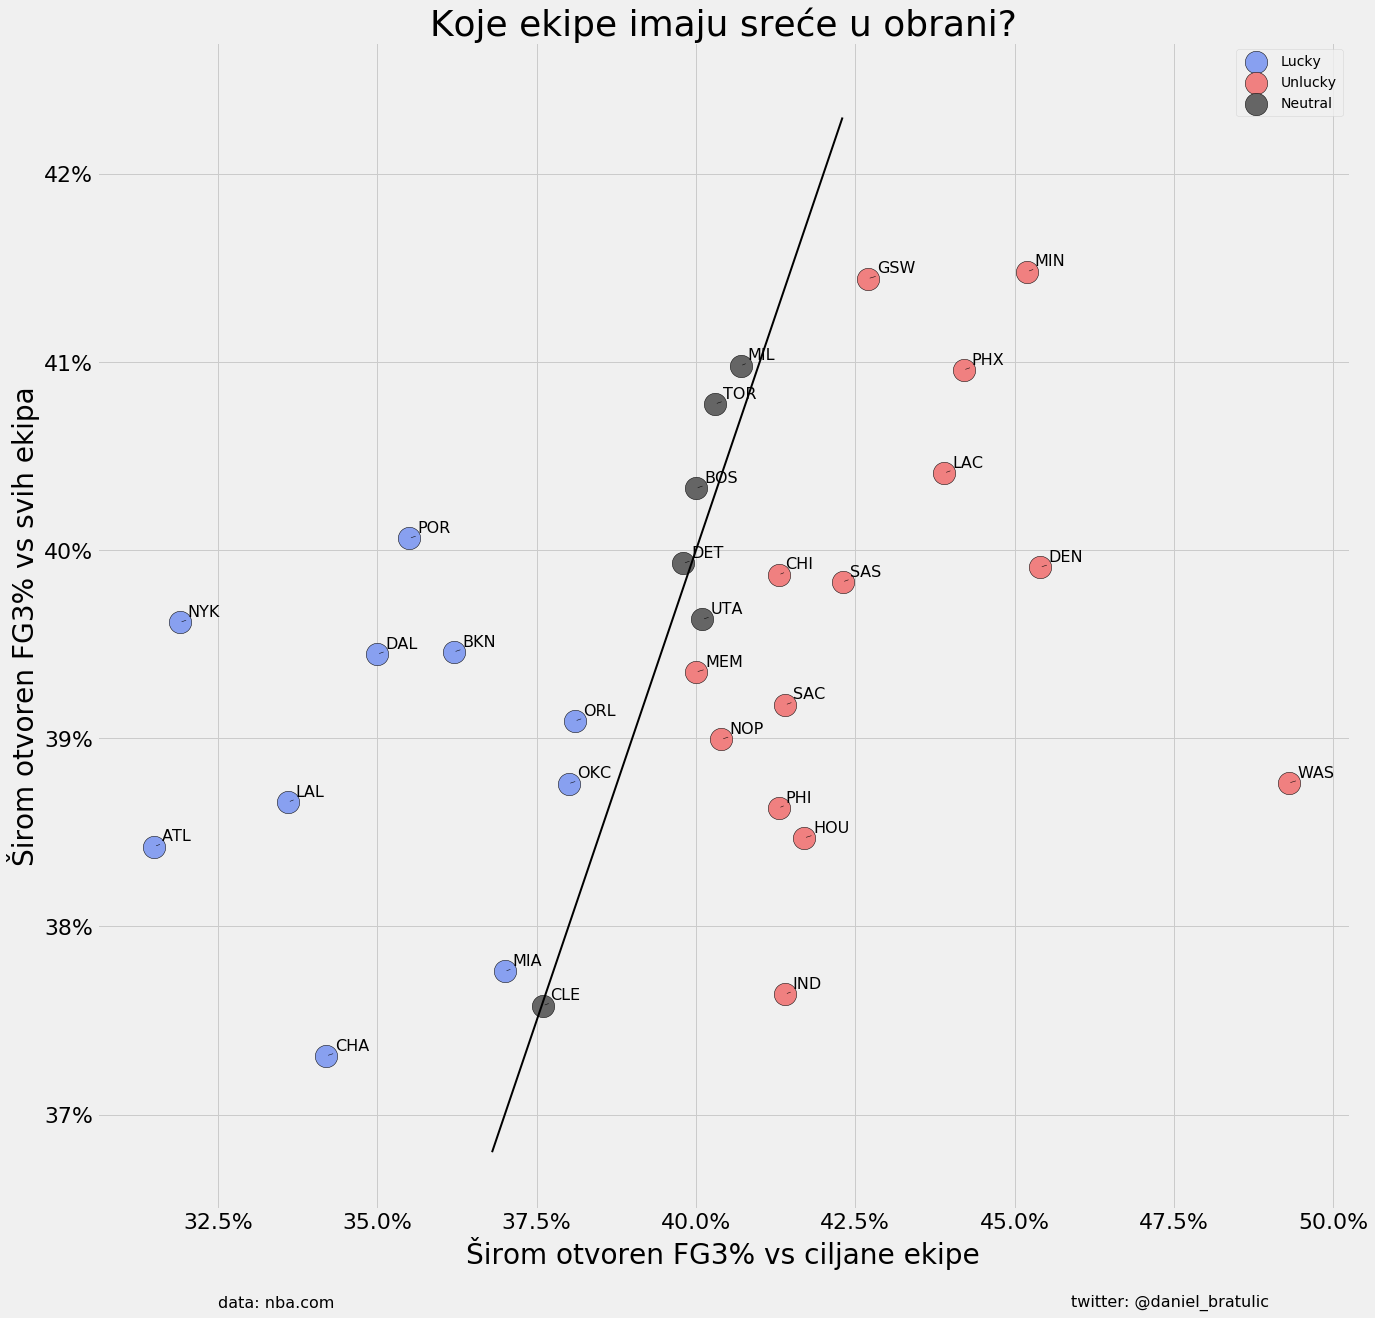 Koje ekipe imaju sreće u obrani?
Lucky
Unlucky
Neutral
Širom otvoren FG3% vs svih ekipa
42%
41%
40%
39%
38%
37%
GSW
MIN
MIL
PHX
TOR
LAC
BOS
POR
DET
CHI
SAS
DEN
NYK
UTA
DAL
BKN
MEM
ORL
SAC
NOP
OKC
WAS
LAL
PHI
ATL
HOU
MIA
CLE
IND
CHA
32.5% 35.0% 37.5% 40.0% 42.5% 45.0% 47.5% 50.0%
Širom otvoren FG3% vs ciljane ekipe
data: nba.com
twitter: @daniel_bratulic